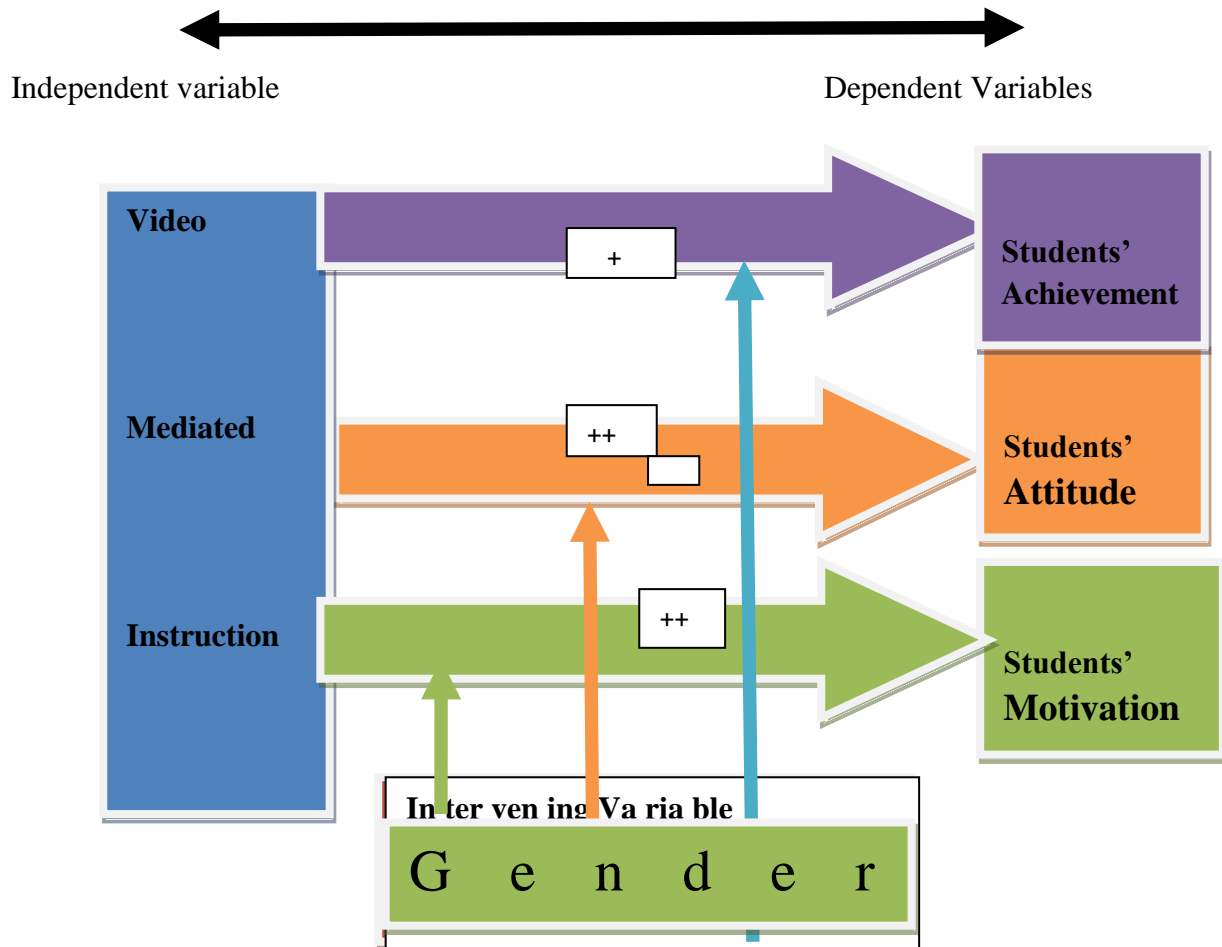 Independent variable
Dependent Variables
Video
+
Students’
Achievement
Mediated
++
Students’
Attitude
Instruction
++
Students’
Motivation
In ter ven ing Va ria ble
G e n d e r